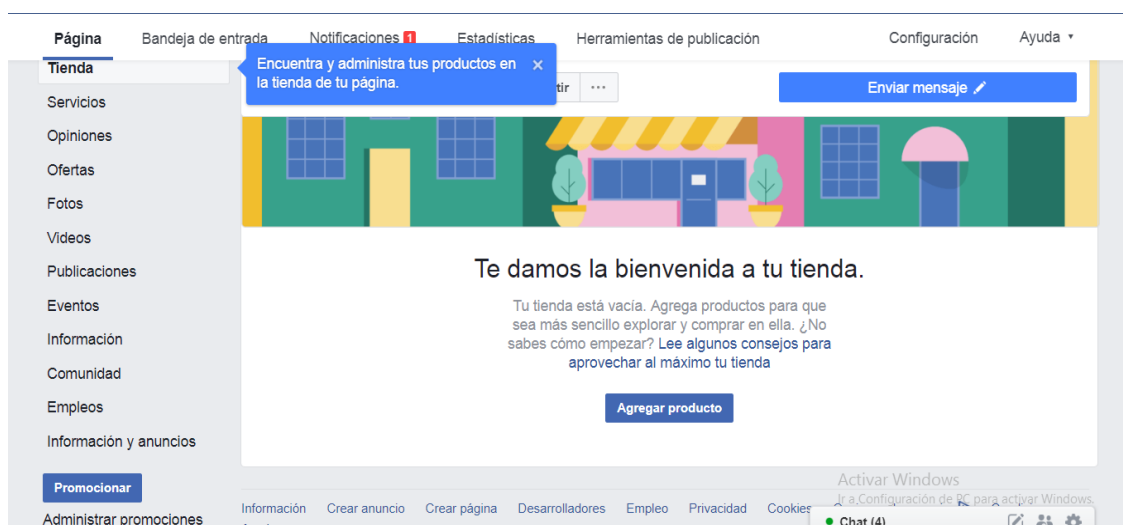 Página Bandeja de entrada Notificaciones 1 Estadísticas Herramientas de publicación Configuración Ayuda
Tienda
Encuentra y administra tus productos en ×
la tienda de tu página.
tir ···
Enviar mensaje
Servicios
Opiniones
Ofertas
Fotos
Videos
Publicaciones
Eventos
Información
Comunidad
Empleos
Información y anuncios
Promocionar
Administrar promociones
Te damos la bienvenida a tu tienda.
Tu tienda está vacía. Agrega productos para que
sea más sencillo explorar y comprar en ella. ¿No
sabes cómo empezar? Lee algunos consejos para
aprovechar al máximo tu tienda
Agregar producto
Activar Windows
Ir a Configuración de PC para activar Windows.
Información Crear anuncio Crear página Desarrolladores Empleo Privacidad Cookies
Chat (4)